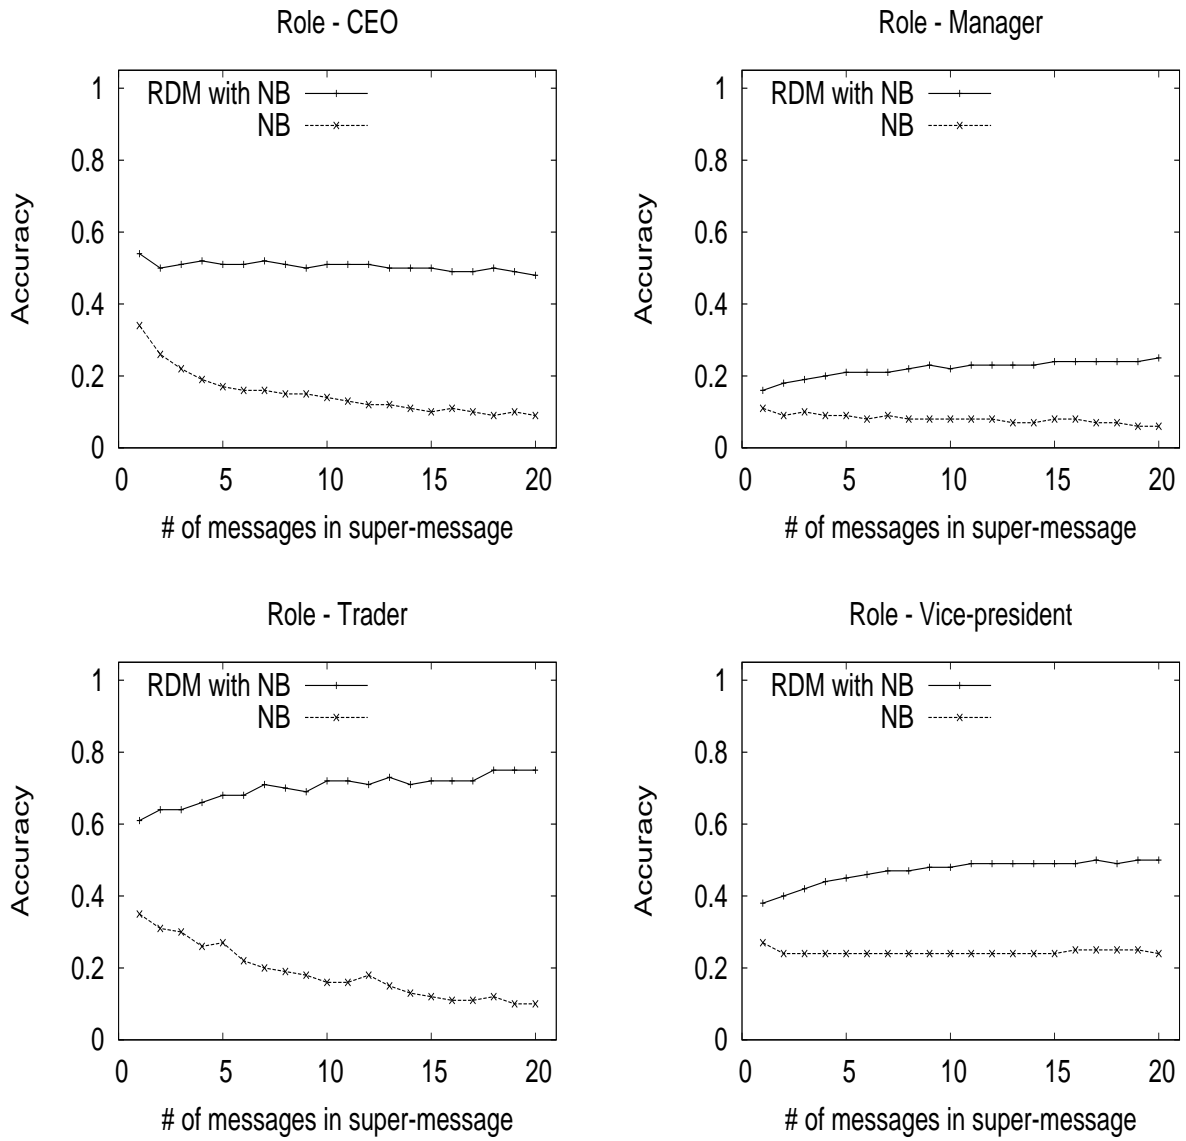 Role - CEO
RDM with NB
NB
1
0.8
0.6
0.4
0.2
0
0
5
10
15
20
Accuracy
# of messages in super-message
Role - Manager
RDM with NB
NB
1
0.8
0.6
0.4
0.2
0
0
5
10
15
20
Accuracy
# of messages in super-message
Role - Trader
RDM with NB
NB
1
0.8
0.6
0.4
0.2
0
0
5
10
15
20
Accuracy
# of messages in super-message
Role - Vice-president
RDM with NB
NB
1
0.8
0.6
0.4
0.2
0
0
5
10
15
20
Accuracy
# of messages in super-message